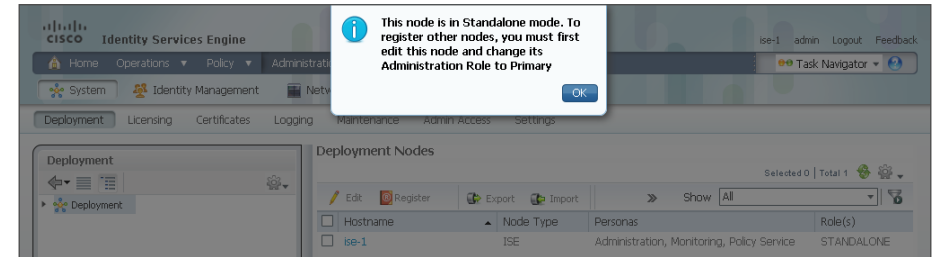 This node is in Standalone mode. To
register other nodes, you must first
edit this node and change its
Administration Role to Primary
OK
CISCO Identity Services Engine
ise-1 admin Logout Feedback
Home Operations Policy Administrati
Task Navigator
System Identity Management Netw
Deployment Licensing Certificates Logging Maintenance Admin Access Settings
Deployment
Deployment
Deployment Nodes
Selected 0 | Total 1
Edit Register Export Import » Show All
Hostname Node Type Personas Role(s)
ise-1 ISE Administration, Monitoring, Policy Service STANDALONE